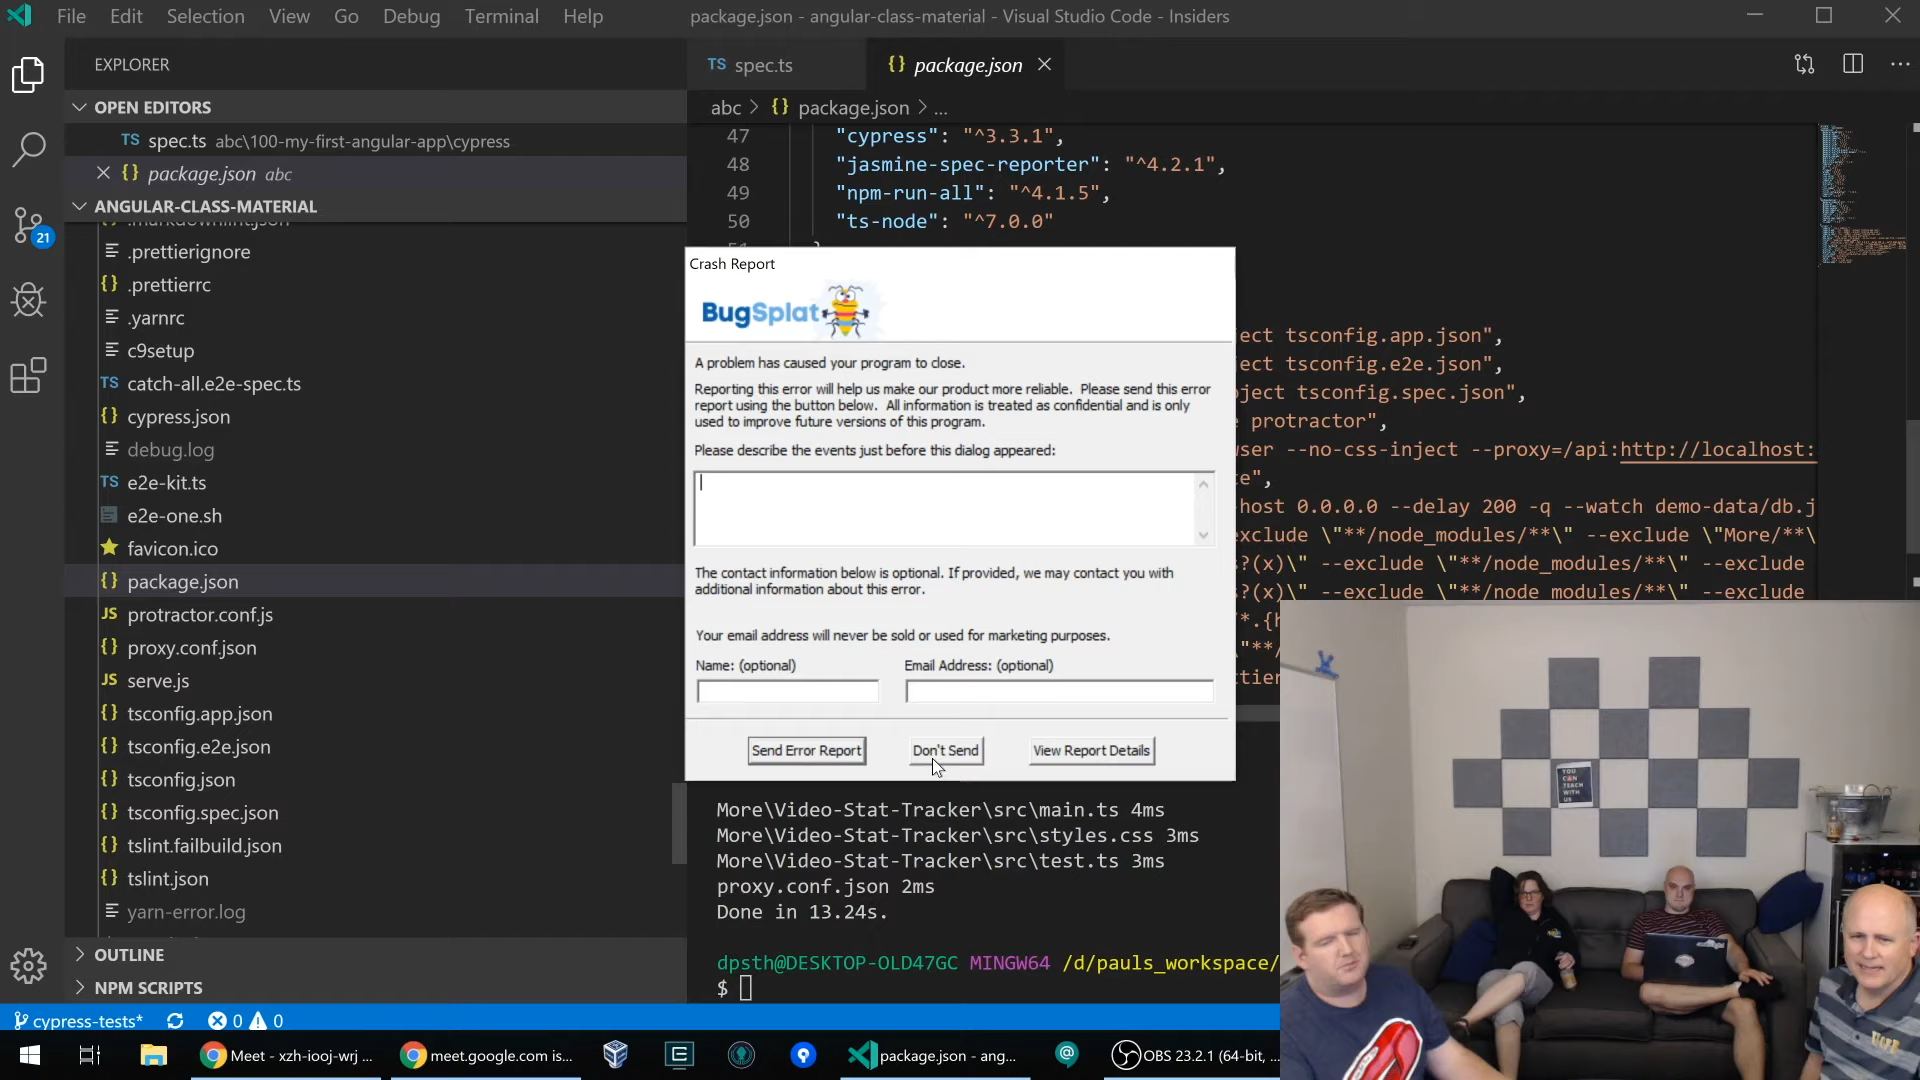 File Edit Selection View Go Debug Terminal Help package.json - angular-class-material - Visual Studio Code - Insiders
EXPLORER
OPEN EDITORS
TS spec.ts abc\100-my-first-angular-app\cypress
{} package.json abc
ANGULAR-CLASS-MATERIAL
.markdownlint.json
.prettierignore
{} .prettierrc
.yarnrc
c9setup
TS catch-all.e2e-spec.ts
{} cypress.json
debug.log
TS e2e-kit.ts
e2e-one.sh
favicon.ico
{} package.json
JS protractor.conf.js
{} proxy.conf.json
JS serve.js
{} tsconfig.app.json
{} tsconfig.e2e.json
{} tsconfig.json
{} tsconfig.spec.json
{} tslint.failbuild.json
{} tslint.json
yarn-error.log
OUTLINE
NPM SCRIPTS
21
TS spec.ts {} package.json
abc > {} package.json > ...
47 "cypress": "^3.3.1",
48 "jasmine-spec-reporter": "^4.2.1",
49 "npm-run-all": "^4.1.5",
50 "ts-node": "^7.0.0"
51 }
ect tsconfig.app.json",
ect tsconfig.e2e.json",
ject tsconfig.spec.json",
protractor",
ser --no-css-inject --proxy=/api:http://localhost:
te",
host 0.0.0.0 --delay 200 -q --watch demo-data/db.j
exclude \"**/node_modules/**\" --exclude \"More/**\
s?(x)\" --exclude \"**/node_modules/**\" --exclude
s?(x)\" --exclude \"**/node_modules/**\" --exclude
*.{h
\"**/
ttier
Crash Report
BugSplat
A problem has caused your program to close.
Reporting this error will help us make our product more reliable. Please send this error
report using the button below. All information is treated as confidential and is only
used to improve future versions of this program.
Please describe the events just before this dialog appeared:
The contact information below is optional. If provided, we may contact you with
additional information about this error.
Your email address will never be sold or used for marketing purposes.
Name: (optional) Email Address: (optional)
Send Error Report Don't Send View Report Details
More\Video-Stat-Tracker\src\main.ts 4ms
More\Video-Stat-Tracker\src\styles.css 3ms
More\Video-Stat-Tracker\src\test.ts 3ms
proxy.conf.json 2ms
Done in 13.24s.
dpsth@DESKTOP-OLD47GC MINGW64 /d/pauls_workspace/
$
YOU
CAN
TEACH
WITH
US
cypress-tests* 0 0
Meet - xzh-iooj-wrj ... meet.google.com is... package.json - ang... OBS 23.2.1 (64-bit, ...